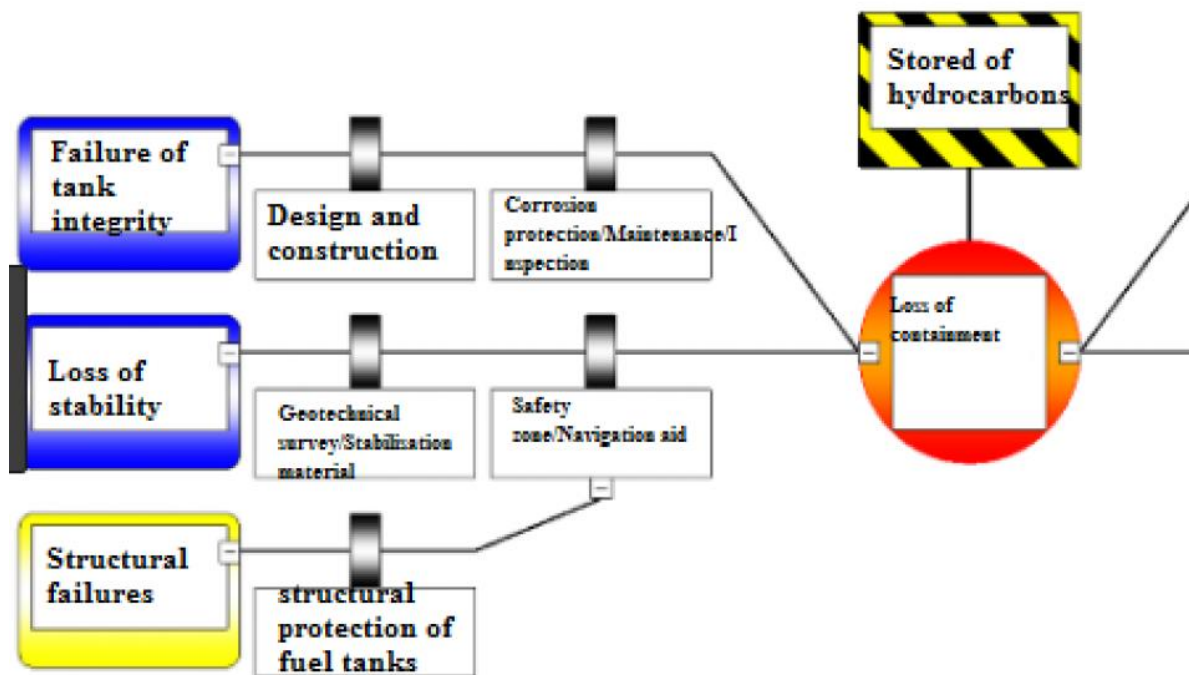 Stored of
hydrocarbons
Failure of
tank
integrity
Design and
construction
Corrosion
protection/Maintenance/I
nspection
Loss of
containment
Loss of
stability
Geotechnical
survey/Stabilisation
material
Safety
zone/Navigation aid
Structural
failures
structural
protection of
fuel tanks